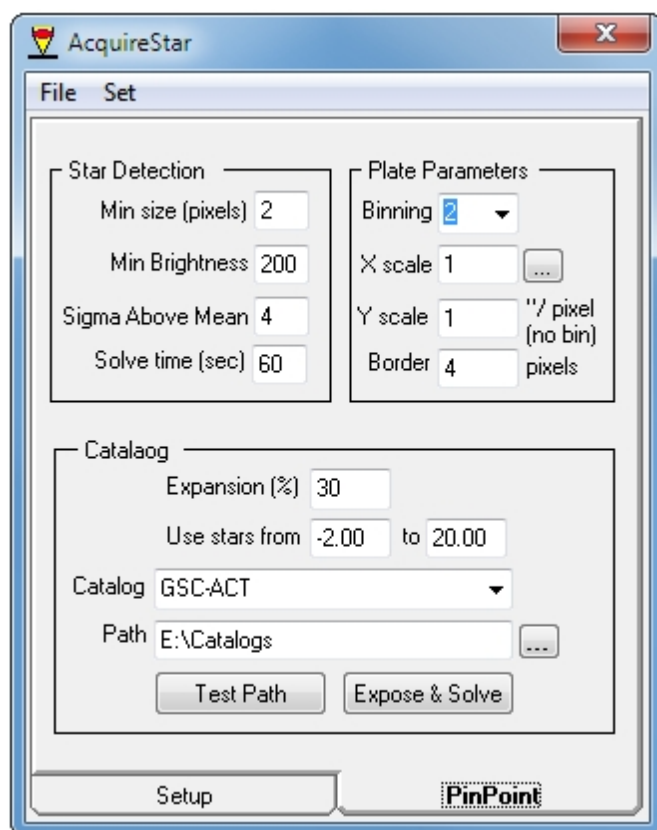 AcquireStar
File Set
Star Detection
Min size (pixels) 2
Min Brightness 200
Sigma Above Mean 4
Solve time (sec) 60
Plate Parameters
Binning 2
X scale 1 ...
Y scale 1 "/ pixel
(no bin)
Border 4 pixels
Catalaog
Expansion (%) 30
Use stars from -2.00 to 20.00
Catalog GSC-ACT
Path E:\Catalogs ...
Test Path Expose & Solve
Setup PinPoint